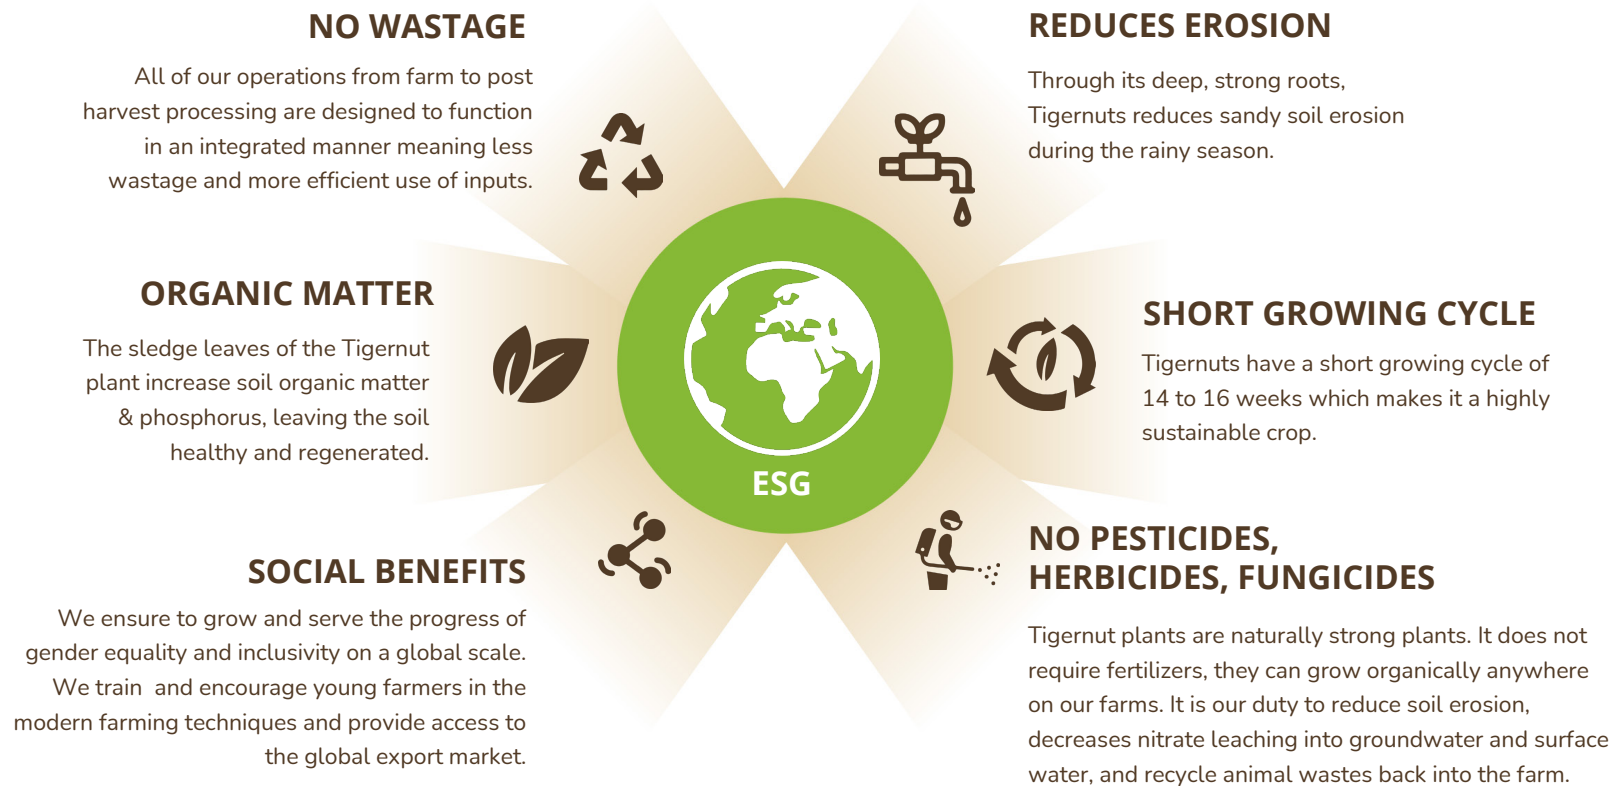 NO WASTAGE
All of our operations from farm to post
harvest processing are designed to function
in an integrated manner meaning less
wastage and more efficient use of inputs.
ORGANIC MATTER
The sledge leaves of the Tigernut
plant increase soil organic matter
& phosphorus, leaving the soil
healthy and regenerated.
SOCIAL BENEFITS
We ensure to grow and serve the progress of
gender equality and inclusivity on a global scale.
We train  and encourage young farmers in the
modern farming techniques and provide access to
the global export market.
ESG
REDUCES EROSION
Through its deep, strong roots,
Tigernuts reduces sandy soil erosion
during the rainy season.
SHORT GROWING CYCLE
Tigernuts have a short growing cycle of
14 to 16 weeks which makes it a highly
sustainable crop.
NO PESTICIDES,
HERBICIDES, FUNGICIDES
Tigernut plants are naturally strong plants. It does not
require fertilizers, they can grow organically anywhere
on our farms. It is our duty to reduce soil erosion,
decreases nitrate leaching into groundwater and surface
water, and recycle animal wastes back into the farm.